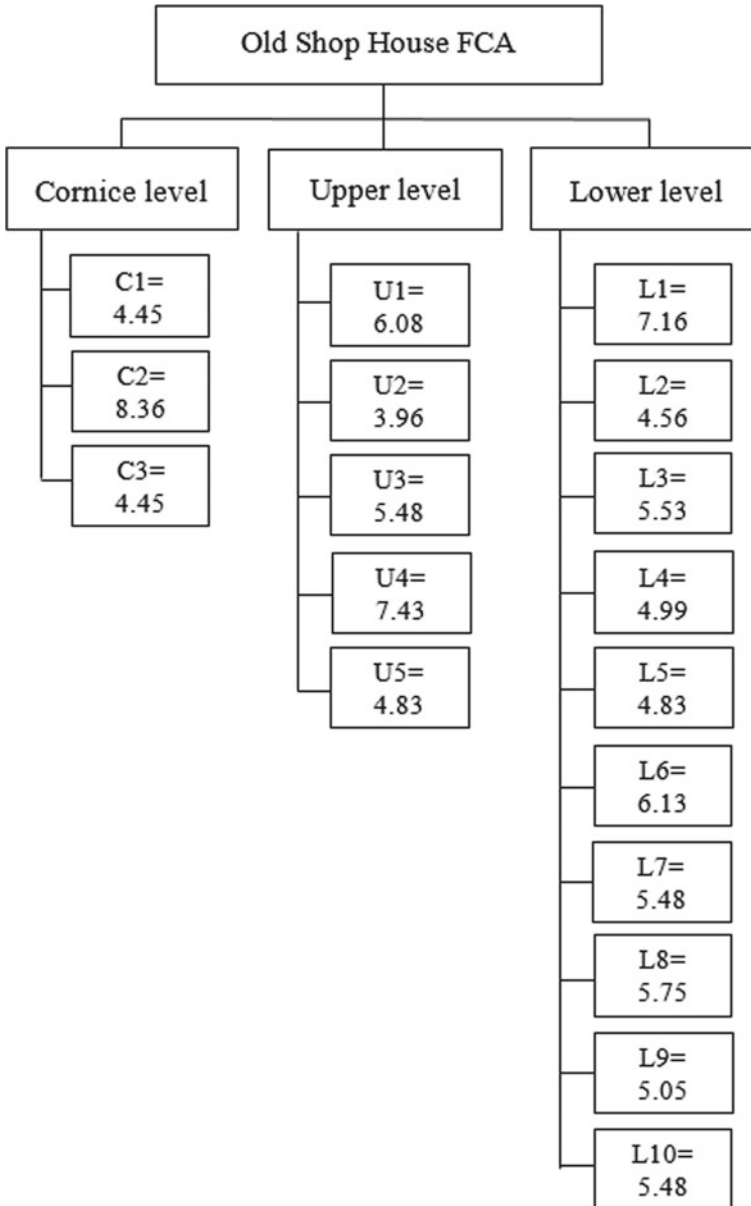 Old Shop House FCA
Cornice level
Upper level
Lower level
C1=
4.45
C2=
8.36
C3=
4.45
U1=
6.08
U2=
3.96
U3=
5.48
U4=
7.43
U5=
4.83
L1=
7.16
L2=
4.56
L3=
5.53
L4=
4.99
L5=
4.83
L6=
6.13
L7=
5.48
L8=
5.75
L9=
5.05
L10=
5.48